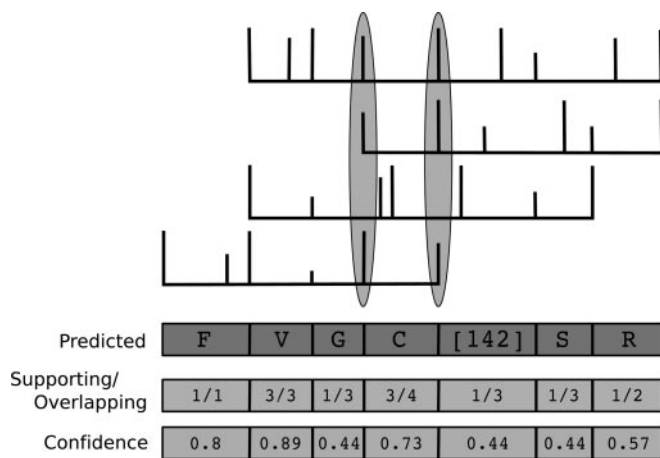 Predicted F V G C [142] S R
Supporting/
Overlapping 1/1 3/3 1/3 3/4 1/3 1/3 1/2
Confidence 0.8 0.89 0.44 0.73 0.44 0.44 0.57